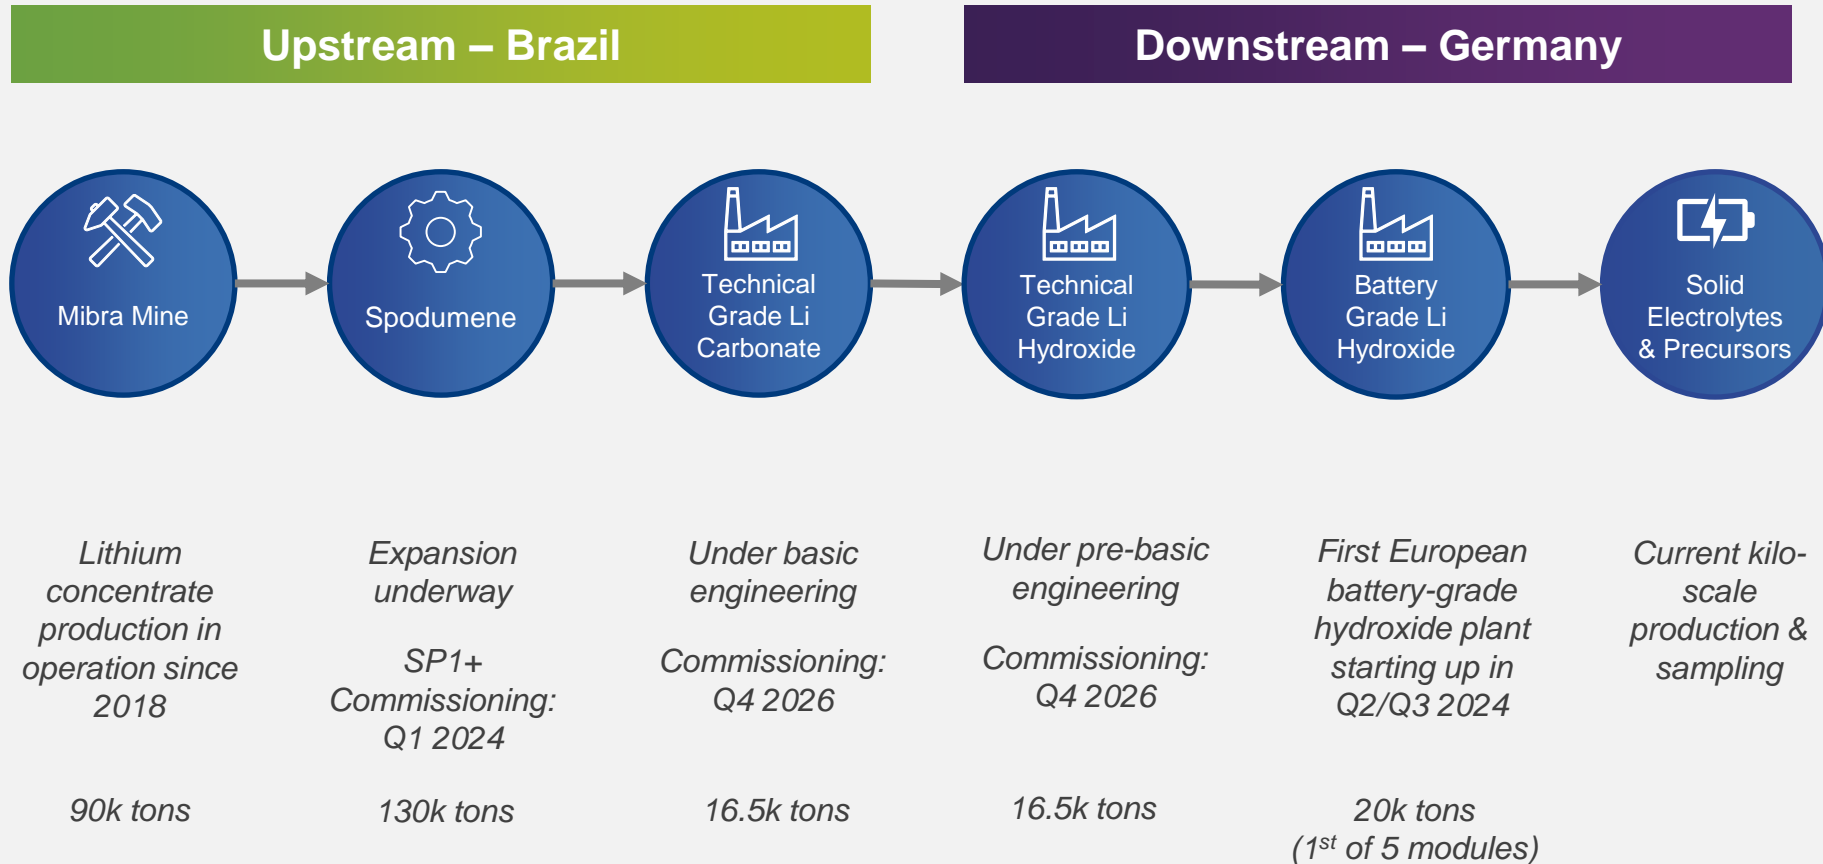 Upstream – Brazil
Downstream – Germany
Mibra Mine
Spodumene
Technical
Grade Li
Carbonate
Technical
Grade Li
Hydroxide
Battery
Grade Li
Hydroxide
Solid
Electrolytes
& Precursors
Lithium
concentrate
production in
operation since
2018
90k tons
Expansion
underway
SP1+
Commissioning:
Q1 2024
130k tons
Under basic
engineering
Commissioning:
Q4 2026
16.5k tons
Under pre-basic
engineering
Commissioning:
Q4 2026
16.5k tons
First European
battery-grade
hydroxide plant
starting up in
Q2/Q3 2024
20k tons
(1st of 5 modules)
Current kilo-
scale
production &
sampling